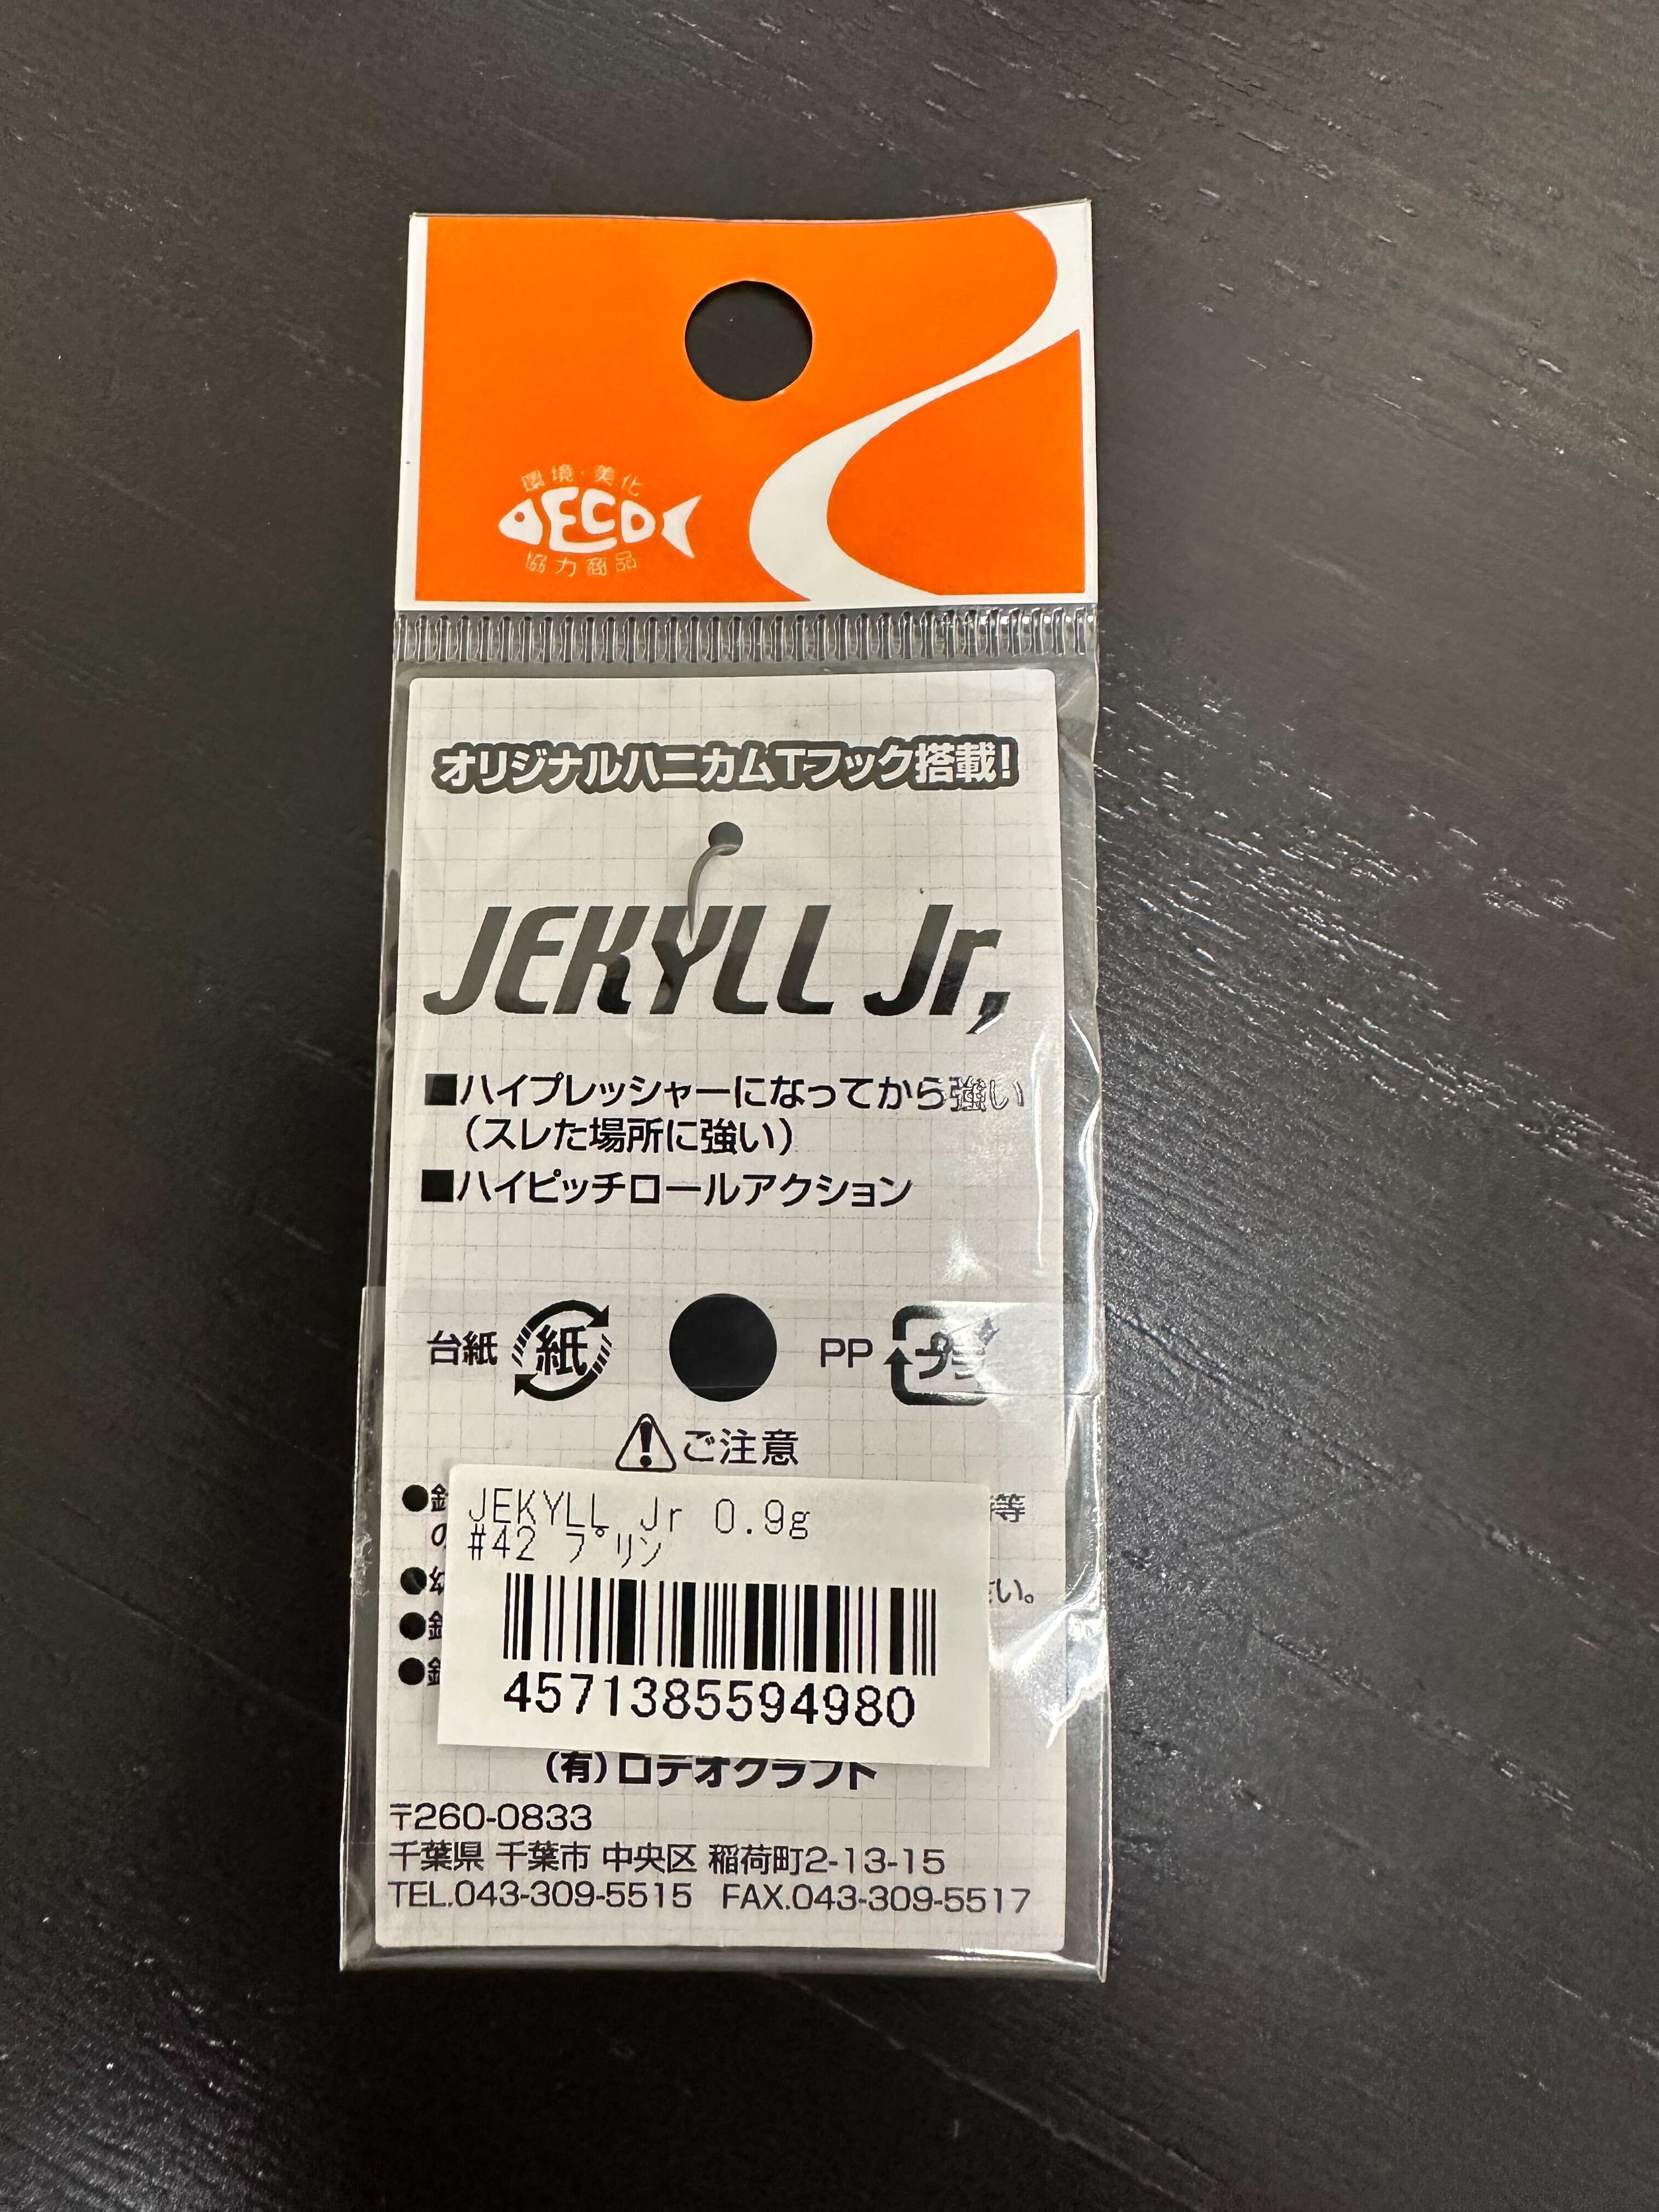 環境・美化
ECO
協力商品
オリジナルハニカムTフック搭載!
JEKYLL Jr,
■ハイプレッシャーになってから強い
(スレた場所に強い)
■ハイピッチロールアクション
台紙 紙 PP プラ
ご注意
JEKYLL Jr 0.9g
#42 プリン
4571385594980
等
さい。
(有)ロデオクラフト
〒260-0833
千葉県 千葉市 中央区 稲荷町2-13-15
TEL.043-309-5515 FAX.043-309-5517